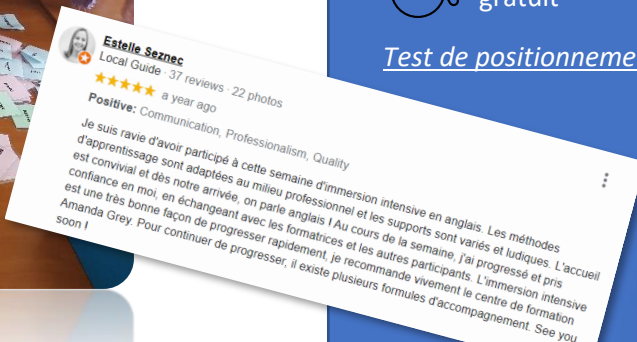 gratuit
Test de positionneme
Estelle Seznec
Local Guide · 37 reviews · 22 photos
★★★★★ a year ago
Positive: Communication, Professionalism, Quality
Je suis ravie d'avoir participé à cette semaine d'immersion intensive en anglais. Les méthodes
d'apprentissage sont adaptées au milieu professionnel et les supports sont variés et ludiques. L'accueil
est convivial et dès notre arrivée, on parle anglais ! Au cours de la semaine, j'ai progressé et pris
confiance en moi, en échangeant avec les formatrices et les autres participants. L'immersion intensive
est une très bonne façon de progresser rapidement, je recommande vivement le centre de formation
Amanda Grey. Pour continuer de progresser, il existe plusieurs formules d'accompagnement. See you
soon !